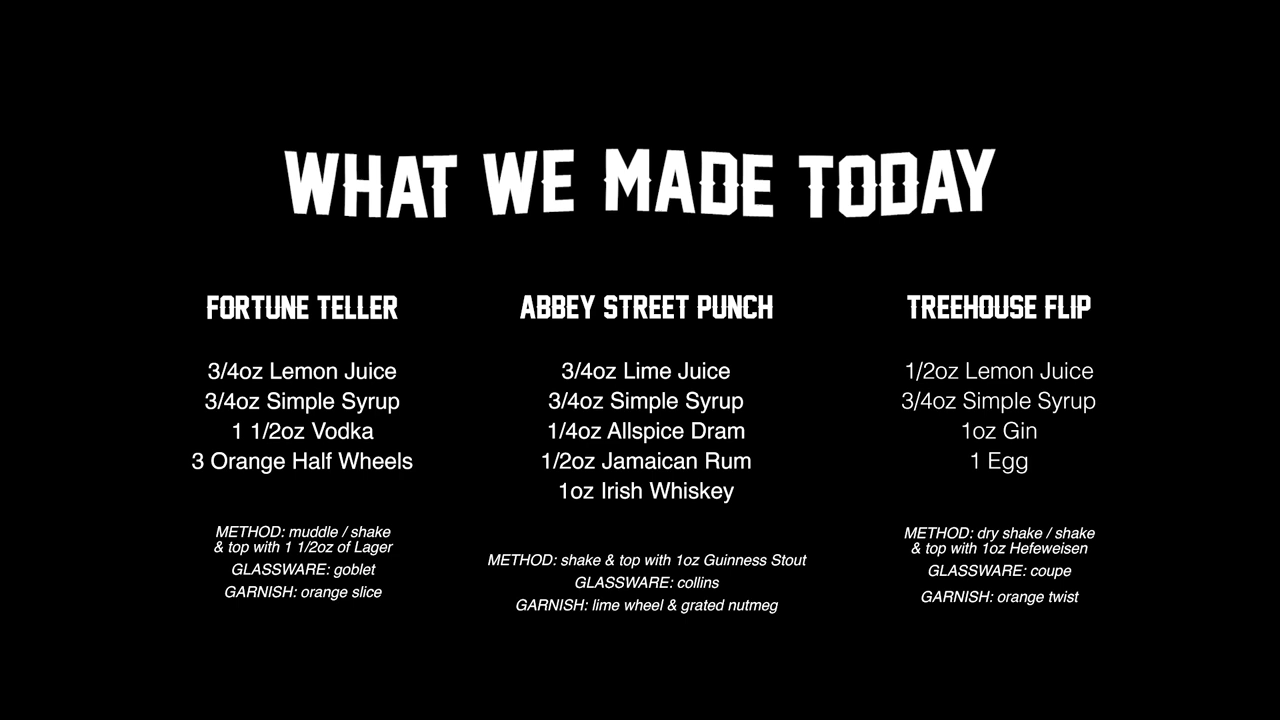 WHAT WE MADE TODAY
FORTUNE TELLER
3/4oz Lemon Juice
3/4oz Simple Syrup
1 1/2oz Vodka
3 Orange Half Wheels
METHOD: muddle / shake
& top with 1 1/2oz of Lager
GLASSWARE: goblet
GARNISH: orange slice
ABBEY STREET PUNCH
3/4oz Lime Juice
3/4oz Simple Syrup
1/4oz Allspice Dram
1/2oz Jamaican Rum
1oz Irish Whiskey
METHOD: shake & top with 1oz Guinness Stout
GLASSWARE: collins
GARNISH: lime wheel & grated nutmeg
TREEHOUSE FLIP
1/2oz Lemon Juice
3/4oz Simple Syrup
1oz Gin
1 Egg
METHOD: dry shake / shake
& top with 1oz Hefeweisen
GLASSWARE: coupe
GARNISH: orange twist